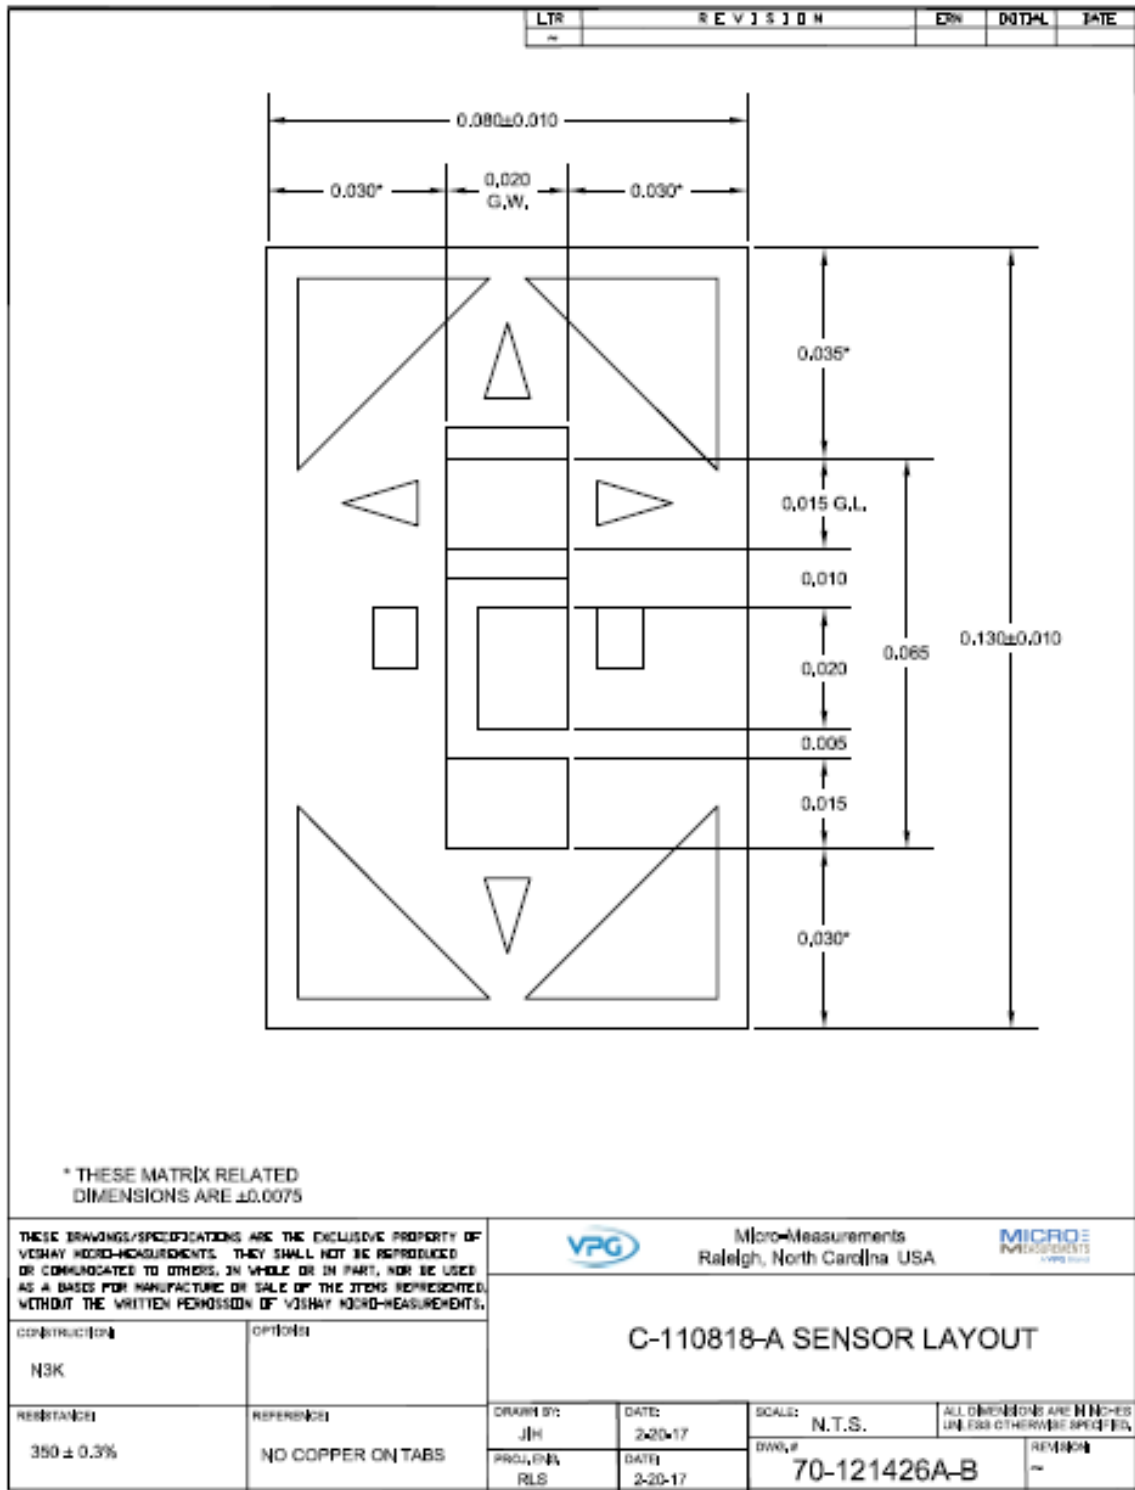 LTR REVISION ERN INITIAL DATE
~
0.080±0.010
0.030* 0.020 0.030*
G.W.
0.035*
0.015 G.L.
0.010
0.130±0.010
0.065
0.020
0.005
0.015
0.030*
* THESE MATRIX RELATED
DIMENSIONS ARE ±0.0075
THESE DRAWINGS/SPECIFICATIONS ARE THE EXCLUSIVE PROPERTY OF
VISHAY MICRO-MEASUREMENTS. THEY SHALL NOT BE REPRODUCED
OR COMMUNICATED TO OTHERS, IN WHOLE OR IN PART, NOR BE USED
AS A BASIS FOR MANUFACTURE OR SALE OF THE ITEMS REPRESENTED,
WITHOUT THE WRITTEN PERMISSION OF VISHAY MICRO-MEASUREMENTS.
VPG
Micro-Measurements
Raleigh, North Carolina USA
MICRO
MEASUREMENTS
CONSTRUCTION:
N3K
OPTIONS:
C-110818-A SENSOR LAYOUT
RESISTANCE:
350 ± 0.3%
REFERENCE:
NO COPPER ON TABS
DRAWN BY:
JIH
DATE:
2-20-17
SCALE:
N.T.S.
ALL DIMENSIONS ARE IN INCHES
UNLESS OTHERWISE SPECIFIED.
PROJ. ENG.
RLS
DATE:
2-20-17
DWG. #
70-121426A-B
REVISION:
~